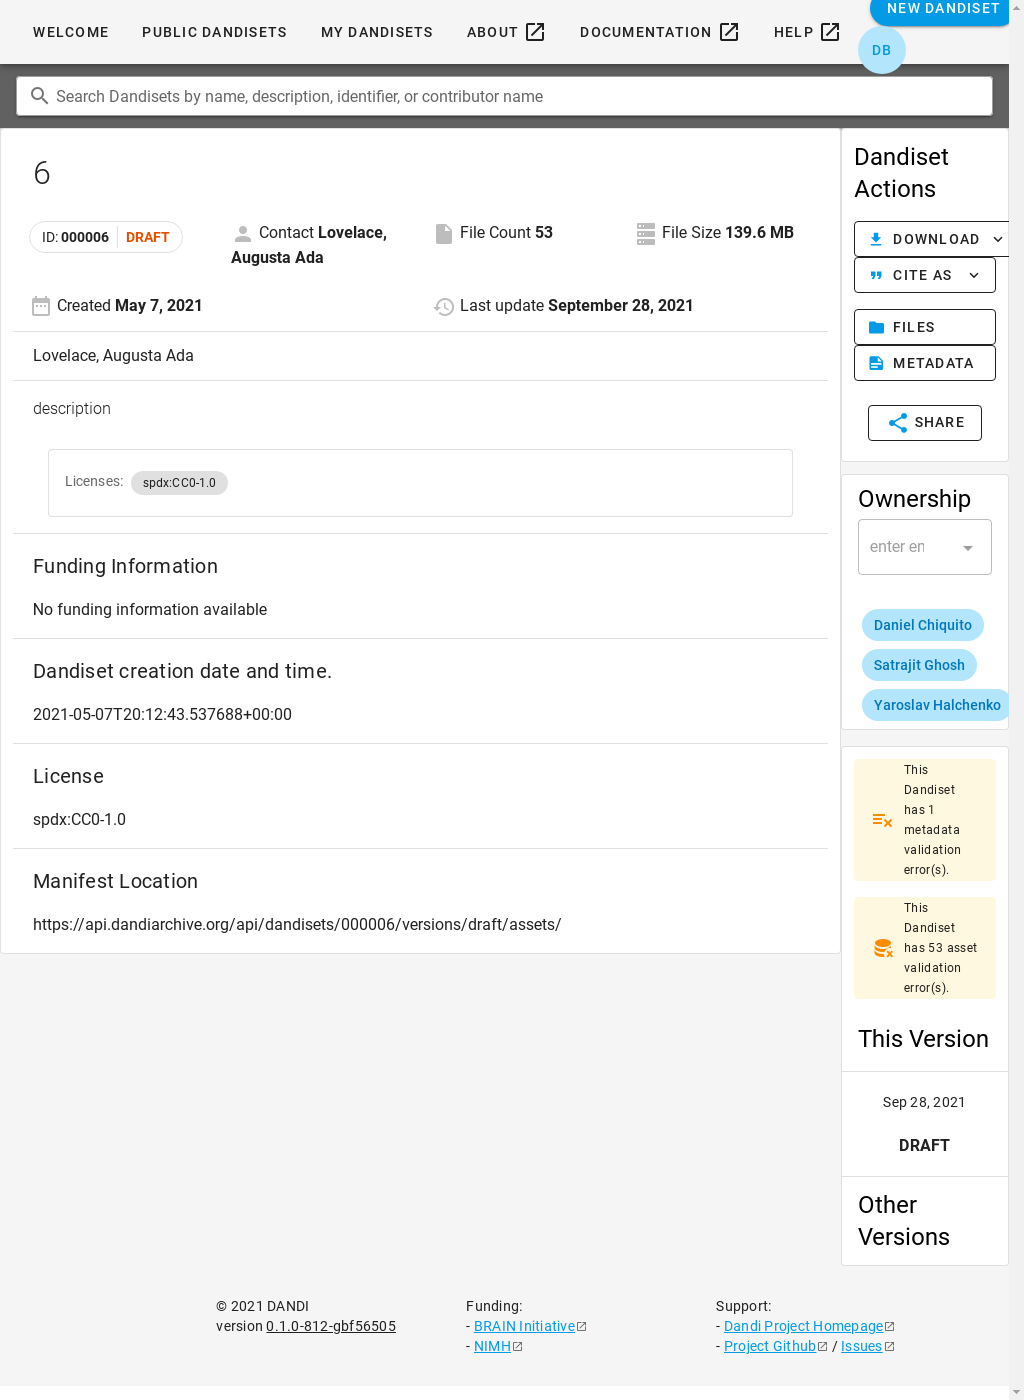 NEW DANDISET
WELCOME PUBLIC DANDISETS MY DANDISETS ABOUT DOCUMENTATION HELP
DB
Search Dandisets by name, description, identifier, or contributor name
6
ID: 000006 DRAFT
Contact Lovelace, Augusta Ada
File Count 53
File Size 139.6 MB
Created May 7, 2021
Last update September 28, 2021
Lovelace, Augusta Ada
description
Licenses: spdx:CC0-1.0
Funding Information
No funding information available
Dandiset creation date and time.
2021-05-07T20:12:43.537688+00:00
License
spdx:CC0-1.0
Manifest Location
https://api.dandiarchive.org/api/dandisets/000006/versions/draft/assets/
Dandiset
Actions
DOWNLOAD
CITE AS
FILES
METADATA
SHARE
Ownership
enter en
Daniel Chiquito
Satrajit Ghosh
Yaroslav Halchenko
This
Dandiset
has 1
metadata
validation
error(s).
This
Dandiset
has 53 asset
validation
error(s).
This Version
Sep 28, 2021
DRAFT
Other
Versions
© 2021 DANDI
version 0.1.0-812-gbf56505
Funding:
- BRAIN Initiative
- NIMH
Support:
- Dandi Project Homepage
- Project Github / Issues